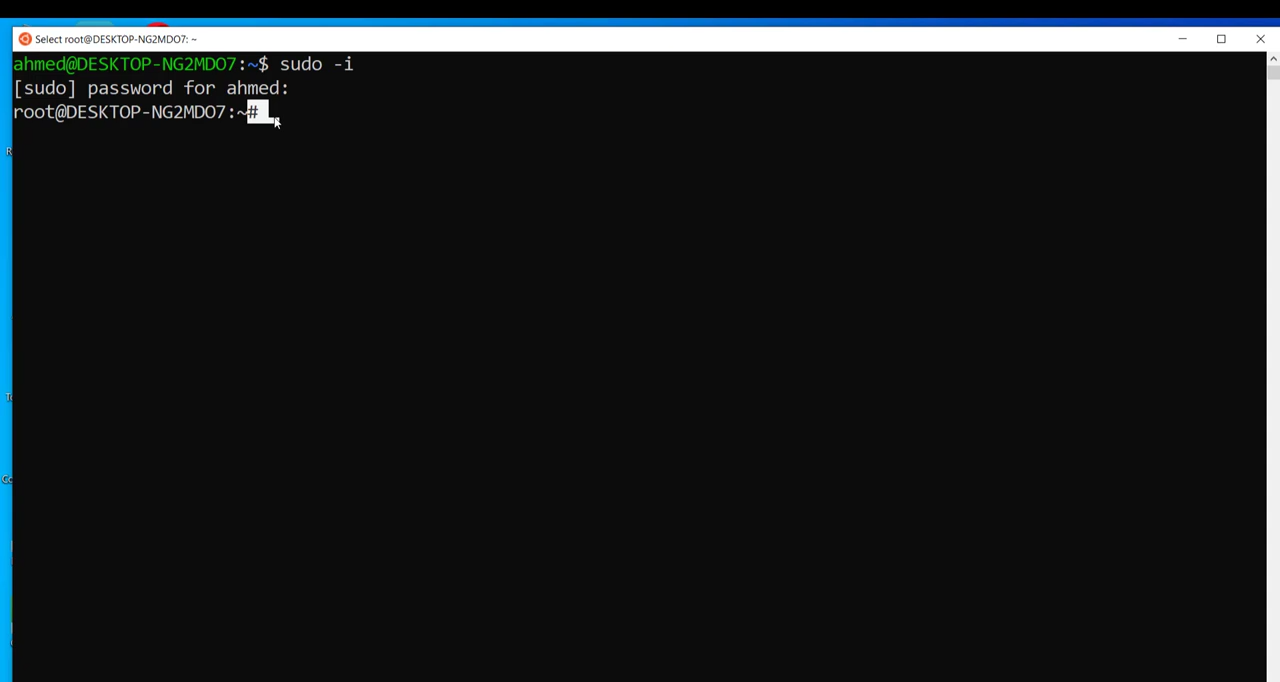 Select root@DESKTOP-NG2MDO7: ~
ahmed@DESKTOP-NG2MDO7:~$ sudo -i
[sudo] password for ahmed:
root@DESKTOP-NG2MDO7:~#